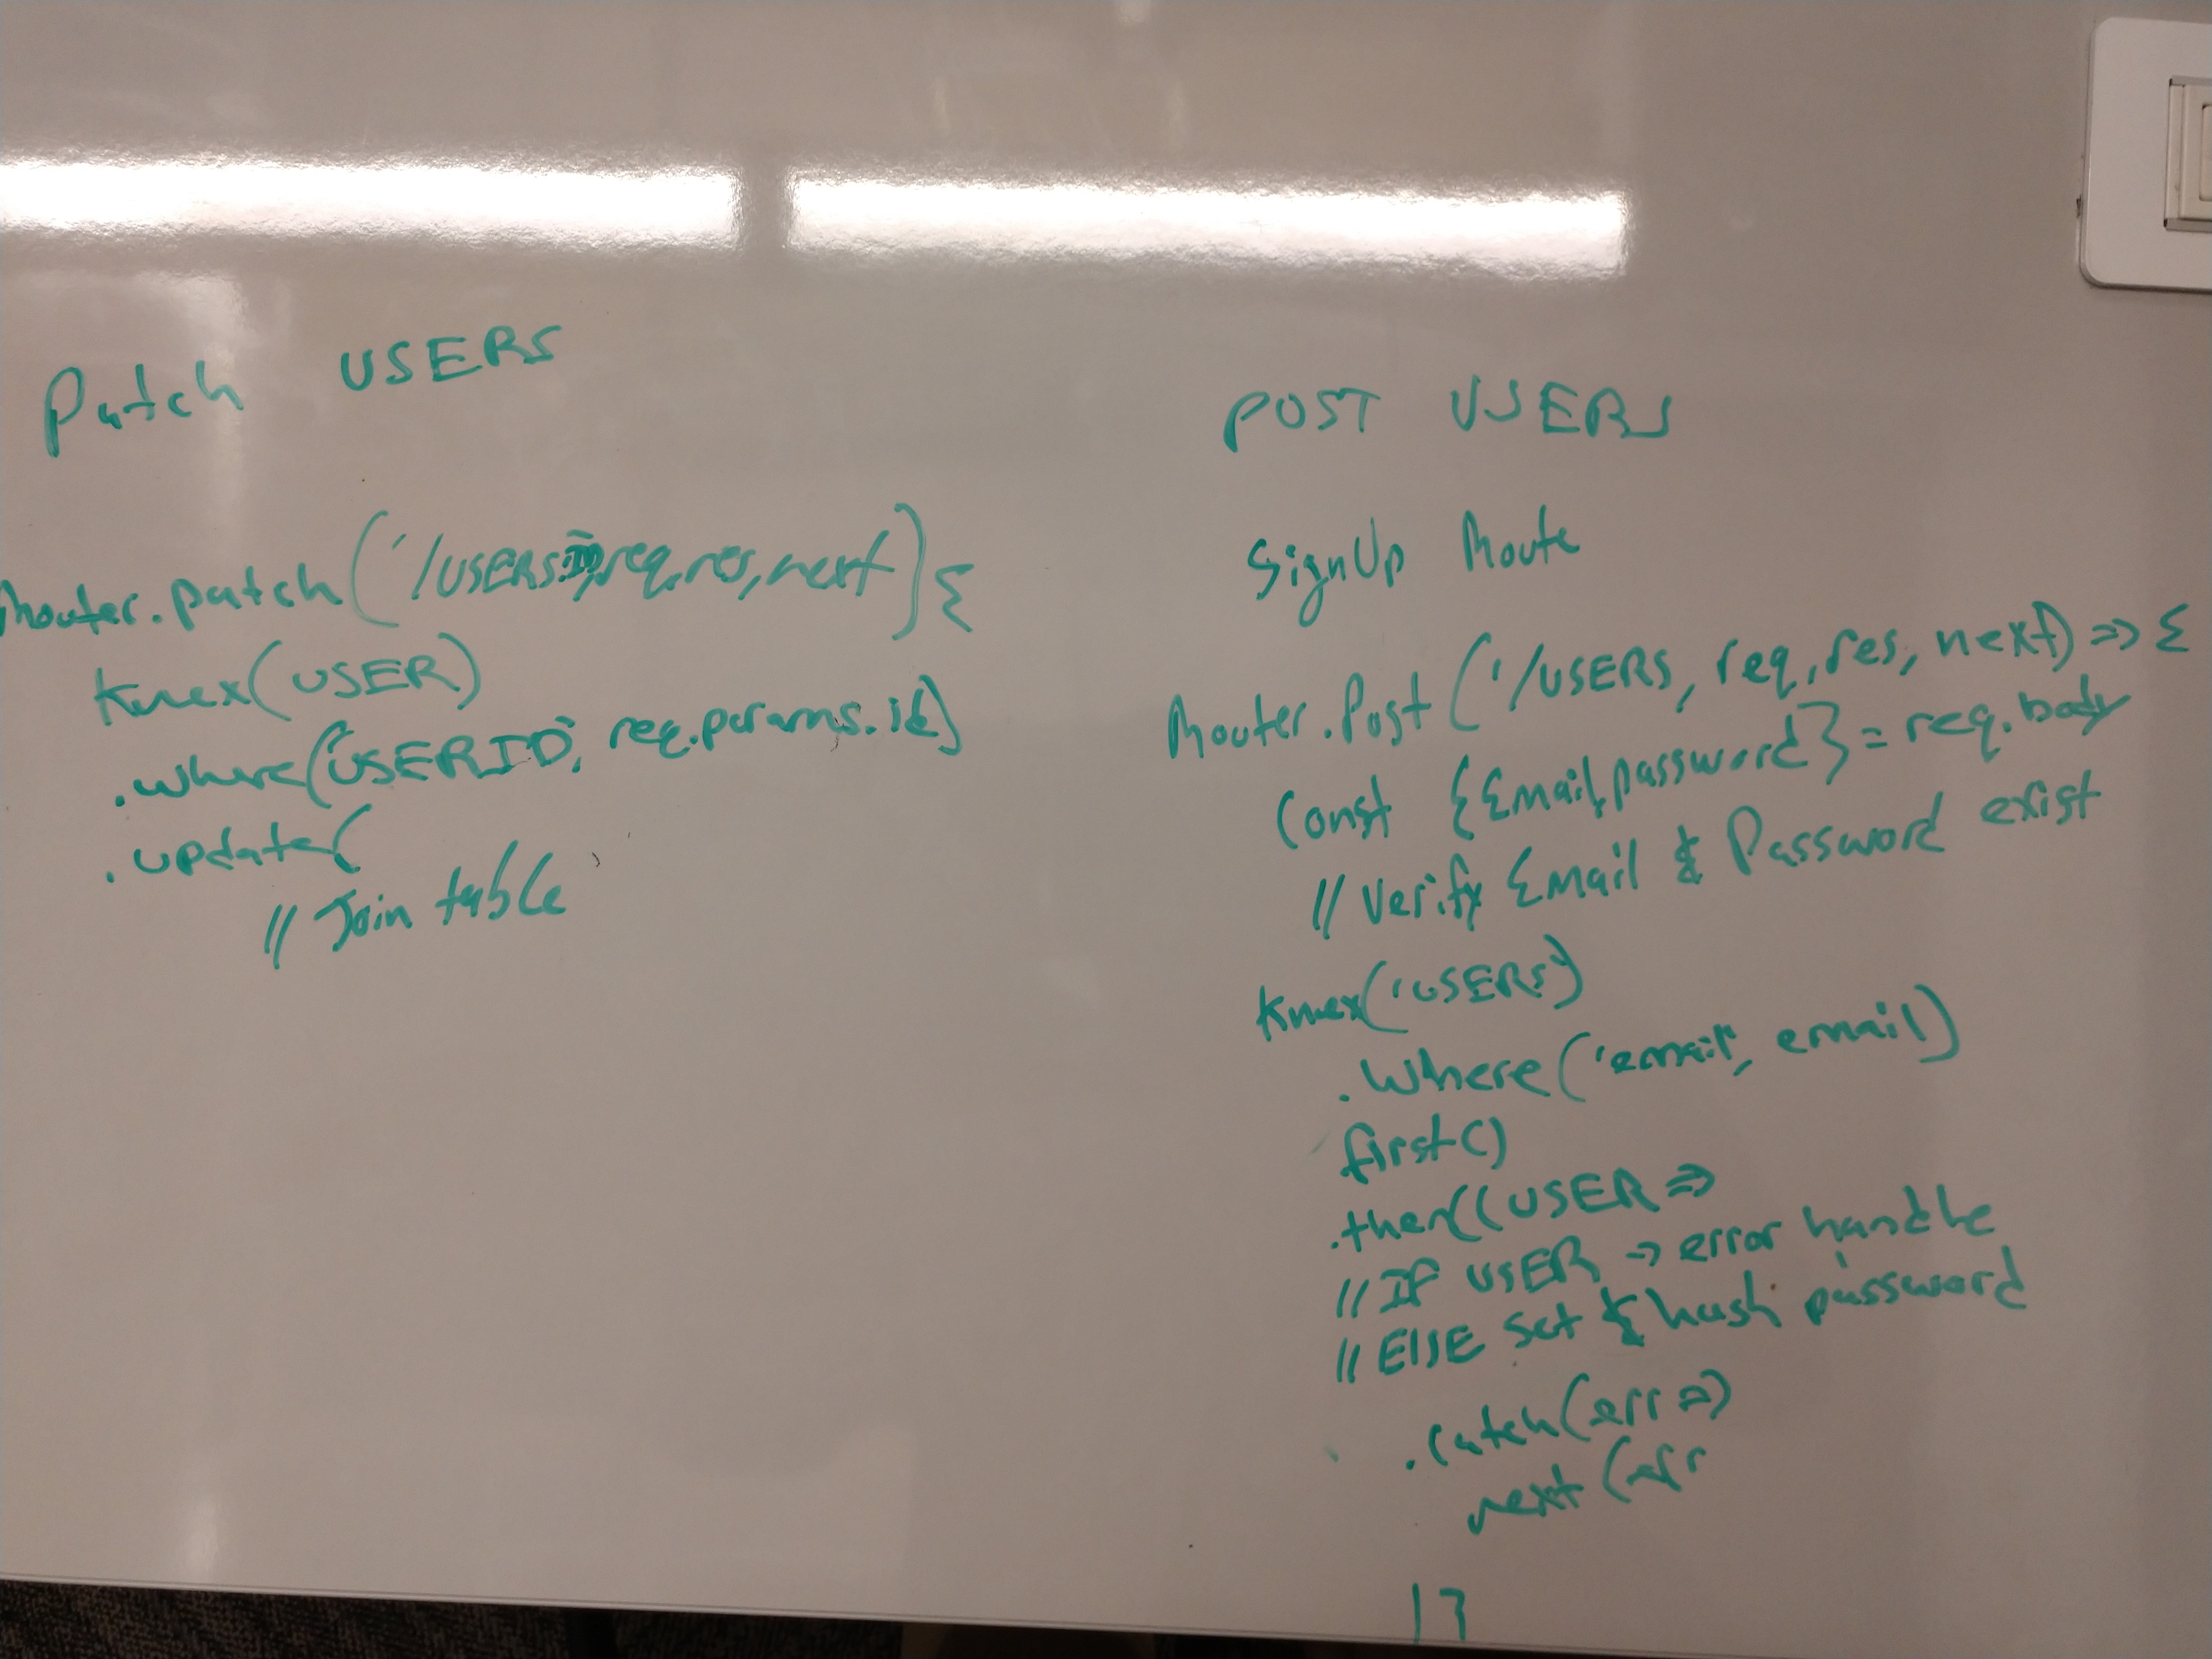 Patch USERS
Router.patch('/USERS:ID, req, res, next){
Knex(USER)
.where('USERID', req.params.id)
.update(
// Join table
POST USERS
SignUp Route
Router.Post('/USERS, req, res, next) => {
Const {Email, password} = req.body
// Verify Email & Password exist
Knex('USERS')
.Where('email', email)
first()
.then((USER =>
// IF USER -> error handle
// ElSE set & hash password
.catch(err =>)
next (err